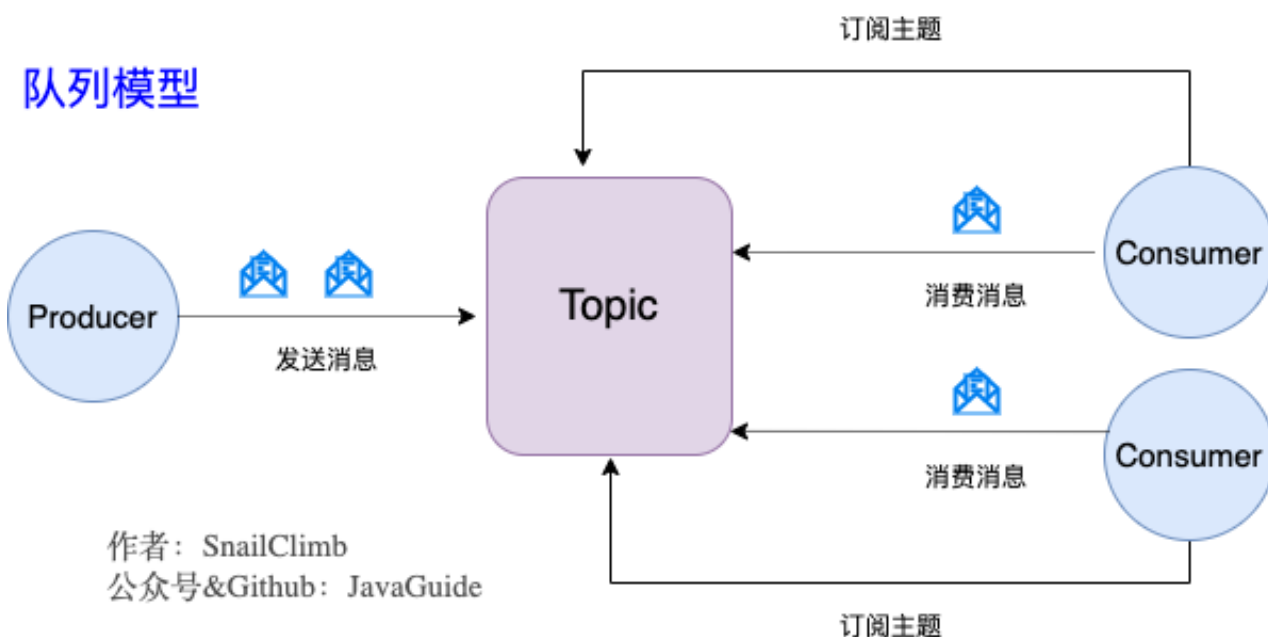 订阅主题
队列模型
Producer
发送消息
Topic
Consumer
消费消息
Consumer
消费消息
作者：SnailClimb
公众号&Github：JavaGuide
订阅主题